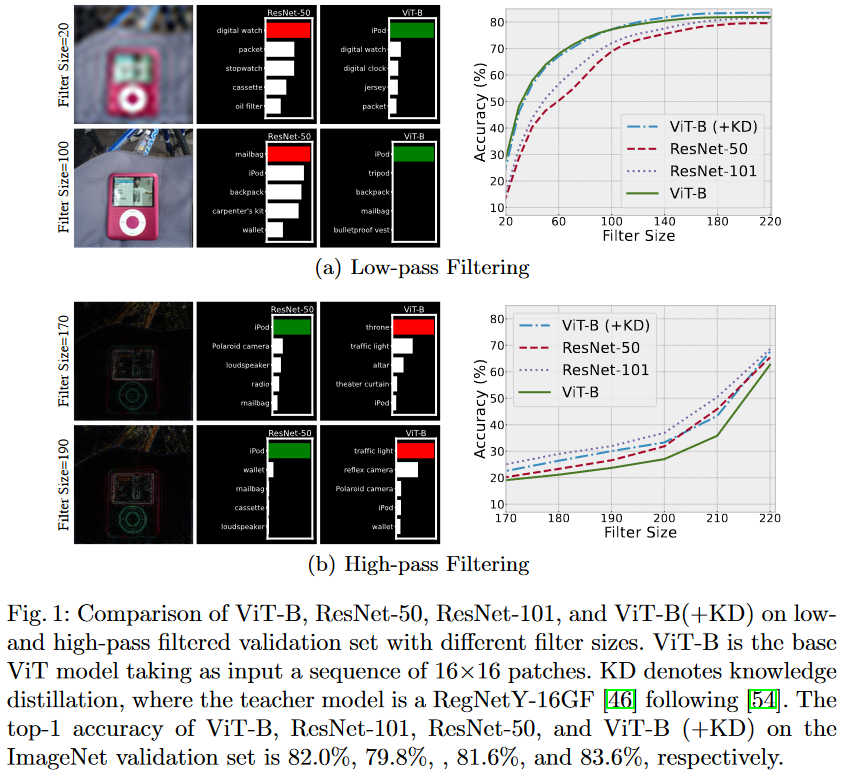 Filter Size=20
ResNet-50
digital watch
packet
stopwatch
cassette
oil filter
ViT-B
iPod
digital watch
digital clock
jersey
packet
Filter Size=100
ResNet-50
mailbag
iPod
backpack
carpenter's kit
wallet
ViT-B
iPod
tripod
backpack
mailbag
bulletproof vest
Accuracy (%)
80
70
60
50
40
30
20
10
ViT-B (+KD)
ResNet-50
ResNet-101
ViT-B
20 60 100 140 180 220
Filter Size
(a) Low-pass Filtering
Filter Size=170
ResNet-50
iPod
Polaroid camera
loudspeaker
radio
mailbag
ViT-B
throne
traffic light
altar
theater curtain
iPod
Filter Size=190
ResNet-50
iPod
wallet
mailbag
cassette
loudspeaker
ViT-B
traffic light
reflex camera
Polaroid camera
iPod
wallet
Accuracy (%)
80
70
60
50
40
30
20
10
ViT-B (+KD)
ResNet-50
ResNet-101
ViT-B
170 180 190 200 210 220
Filter Size
(b) High-pass Filtering
Fig. 1: Comparison of ViT-B, ResNet-50, ResNet-101, and ViT-B(+KD) on low-
and high-pass filtered validation set with different filter sizes. ViT-B is the base
ViT model taking as input a sequence of 16×16 patches. KD denotes knowledge
distillation, where the teacher model is a RegNetY-16GF [46] following [54]. The
top-1 accuracy of ViT-B, ResNet-101, ResNet-50, and ViT-B (+KD) on the
ImageNet validation set is 82.0%, 79.8%, , 81.6%, and 83.6%, respectively.